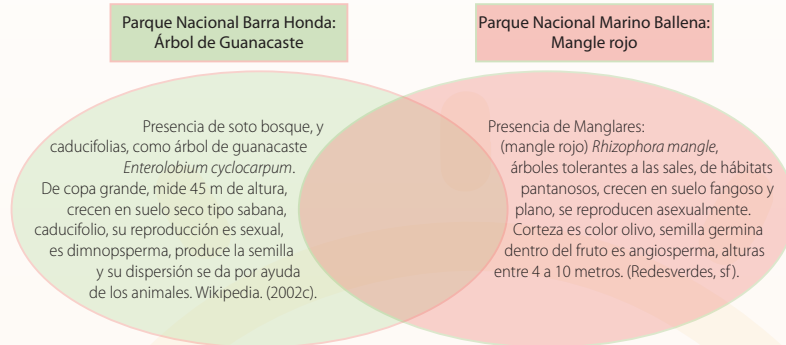 Parque Nacional Barra Honda:
Árbol de Guanacaste
Parque Nacional Marino Ballena:
Mangle rojo
Presencia de soto bosque, y
caducifolias, como árbol de guanacaste
Enterolobium cyclocarpum.
De copa grande, mide 45 m de altura,
crecen en suelo seco tipo sabana,
caducifolio, su reproducción es sexual,
es dimnopsperma, produce la semilla
y su dispersión se da por ayuda
de los animales. Wikipedia. (2002c).
Presencia de Manglares:
(mangle rojo) Rhizophora mangle,
árboles tolerantes a las sales, de hábitats
pantanosos, crecen en suelo fangoso y
plano, se reproducen asexualmente.
Corteza es color olivo, semilla germina
dentro del fruto es angiosperma, alturas
entre 4 a 10 metros. (Redesverdes, sf).